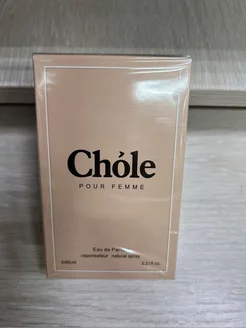 Chóle
POUR FEMME
Eau de Parfum
vaporisateur natural spray